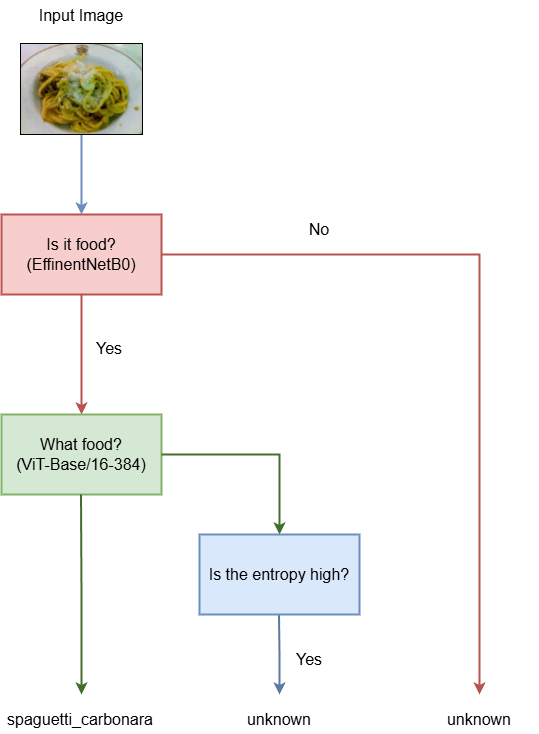 Input Image
Is it food?
(EffinentNetB0)
No
Yes
What food?
(ViT-Base/16-384)
Is the entropy high?
Yes
spaguetti_carbonara
unknown
unknown